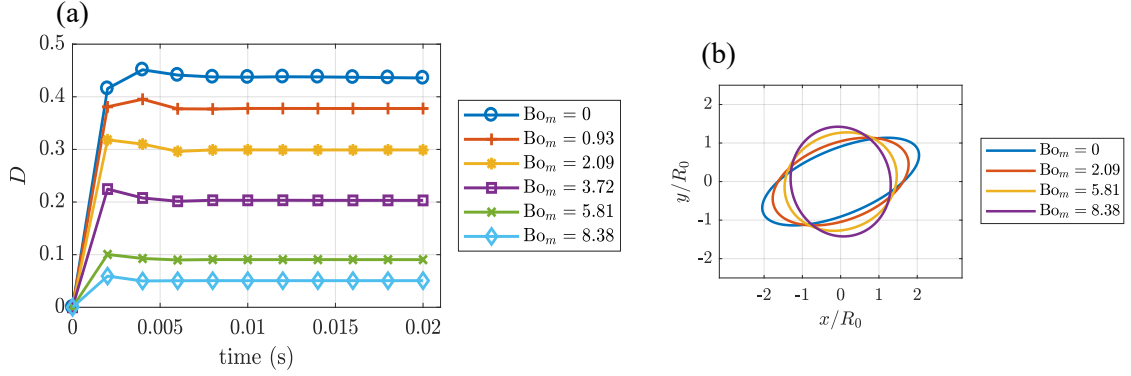 (a)
0.5
0.4
0.3
0.2
0.1
0
D
0 0.005 0.01 0.015 0.02
time (s)
Bo_m = 0
Bo_m = 0.93
Bo_m = 2.09
Bo_m = 3.72
Bo_m = 5.81
Bo_m = 8.38
(b)
2
1
0
-1
-2
y/R_0
-2 -1 0 1 2
x/R_0
Bo_m = 0
Bo_m = 2.09
Bo_m = 5.81
Bo_m = 8.38